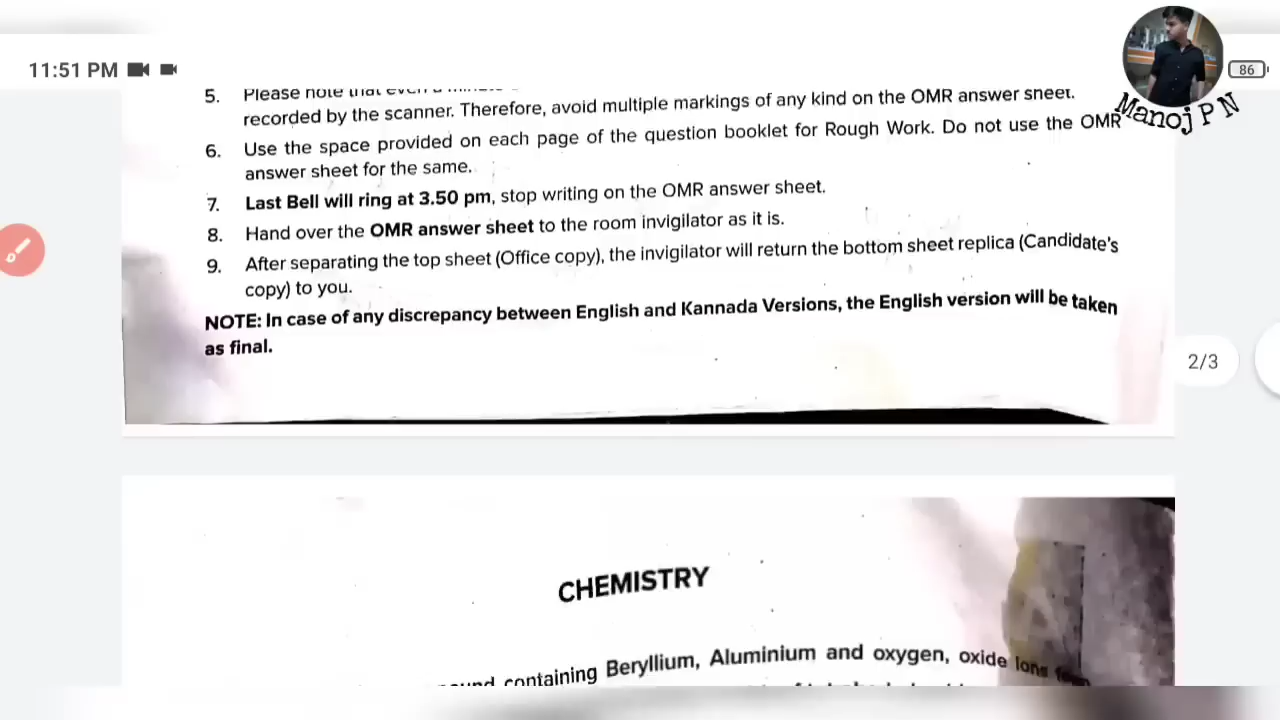 11:51 PM
86
Manoj P N
5. Please note that even a minute
recorded by the scanner. Therefore, avoid multiple markings of any kind on the OMR answer sheet.
6. Use the space provided on each page of the question booklet for Rough Work. Do not use the OMR
answer sheet for the same.
7. Last Bell will ring at 3.50 pm, stop writing on the OMR answer sheet.
8. Hand over the OMR answer sheet to the room invigilator as it is.
9. After separating the top sheet (Office copy), the invigilator will return the bottom sheet replica (Candidate's
copy) to you.
NOTE: In case of any discrepancy between English and Kannada Versions, the English version will be taken
as final.
2/3
CHEMISTRY
containing Beryllium, Aluminium and oxygen, oxide ions